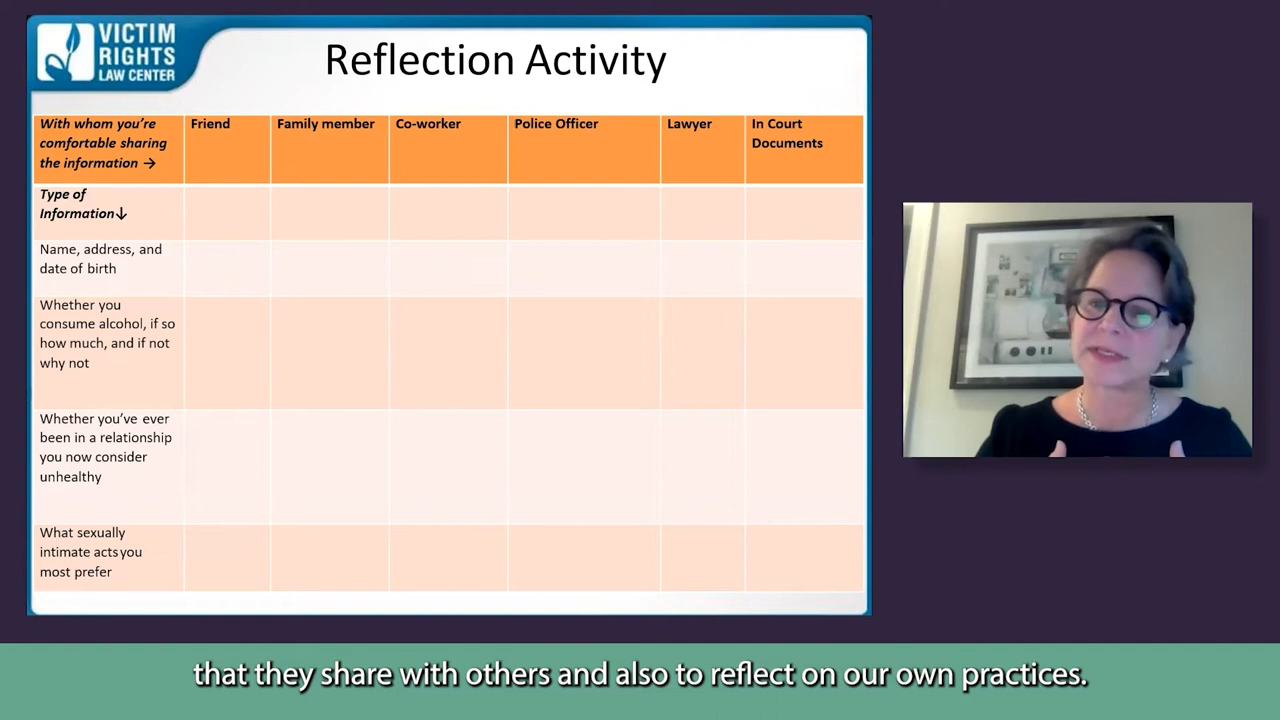 VICTIM
RIGHTS
LAW CENTER
Reflection Activity
With whom you're
comfortable sharing
the information →
Friend
Family member
Co-worker
Police Officer
Lawyer
In Court
Documents
Type of
Information↓
Name, address, and
date of birth
Whether you
consume alcohol, if so
how much, and if not
why not
Whether you've ever
been in a relationship
you now consider
unhealthy
What sexually
intimate acts you
most prefer
that they share with others and also to reflect on our own practices.